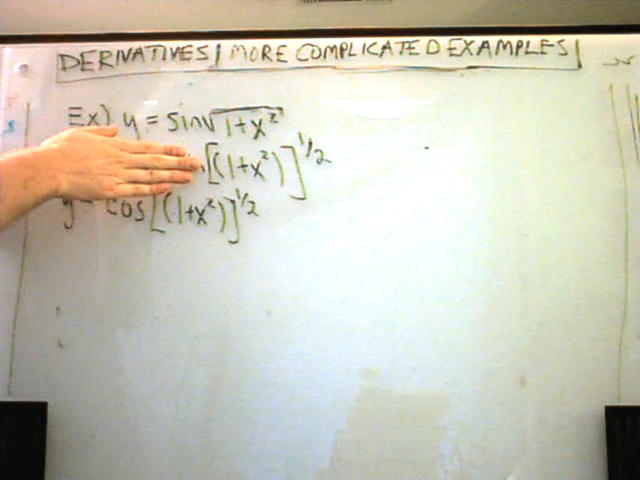 DERIVATIVES | MORE COMPLICATED EXAMPLES
Ex) y = sin√1+x²
[(1+x²)]^1/2
y = cos[(1+x²)]^1/2